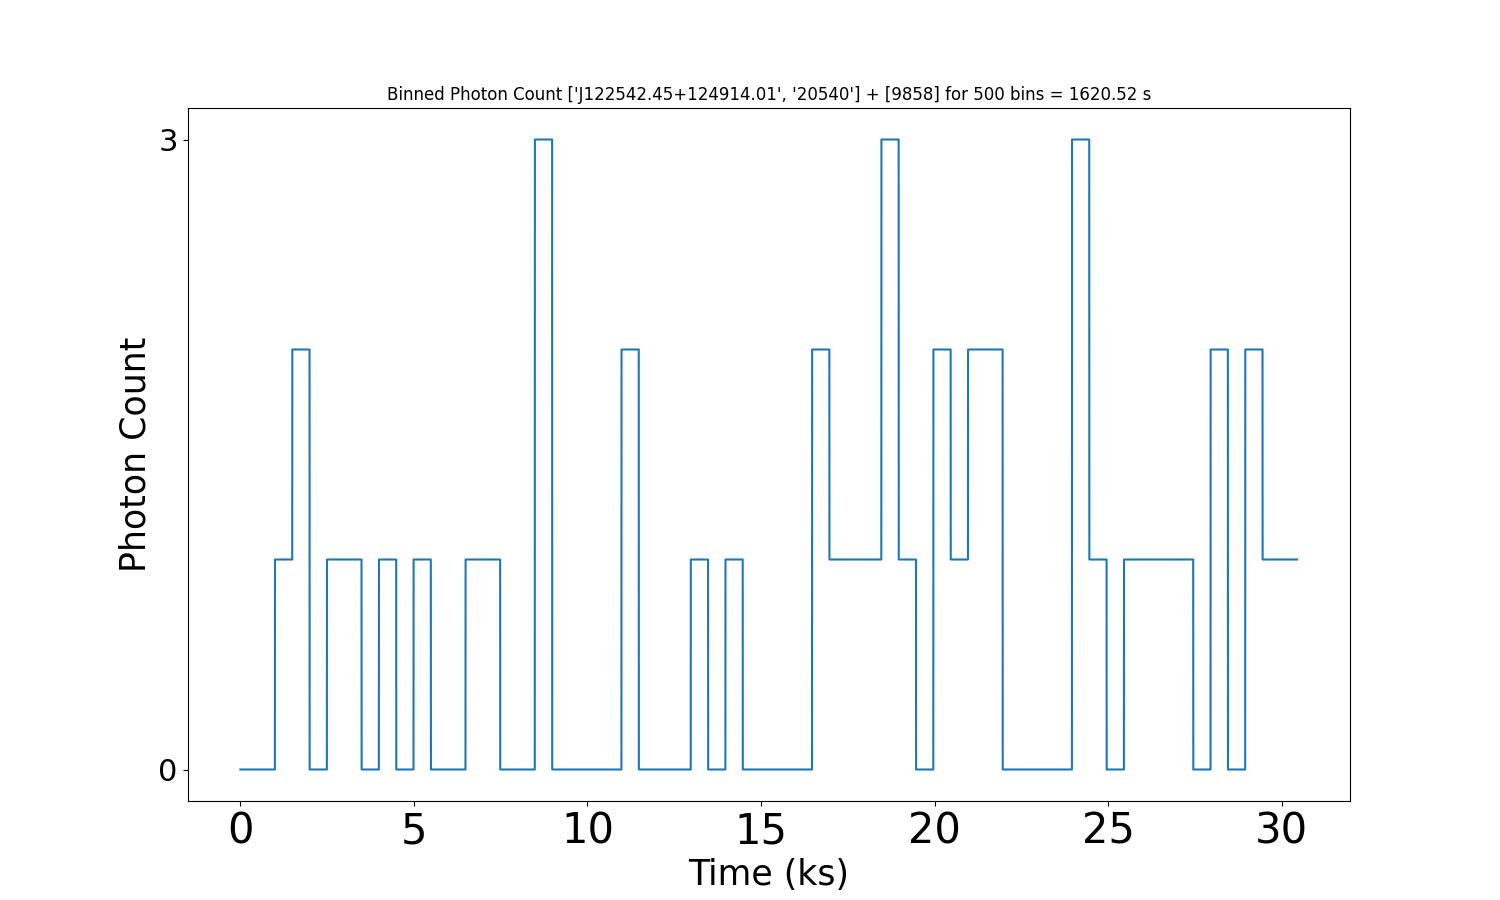 Binned Photon Count ['J122542.45+124914.01', '20540'] + [9858] for 500 bins = 1620.52 s
3
Photon Count
0
0 5 10 15 20 25 30
Time (ks)